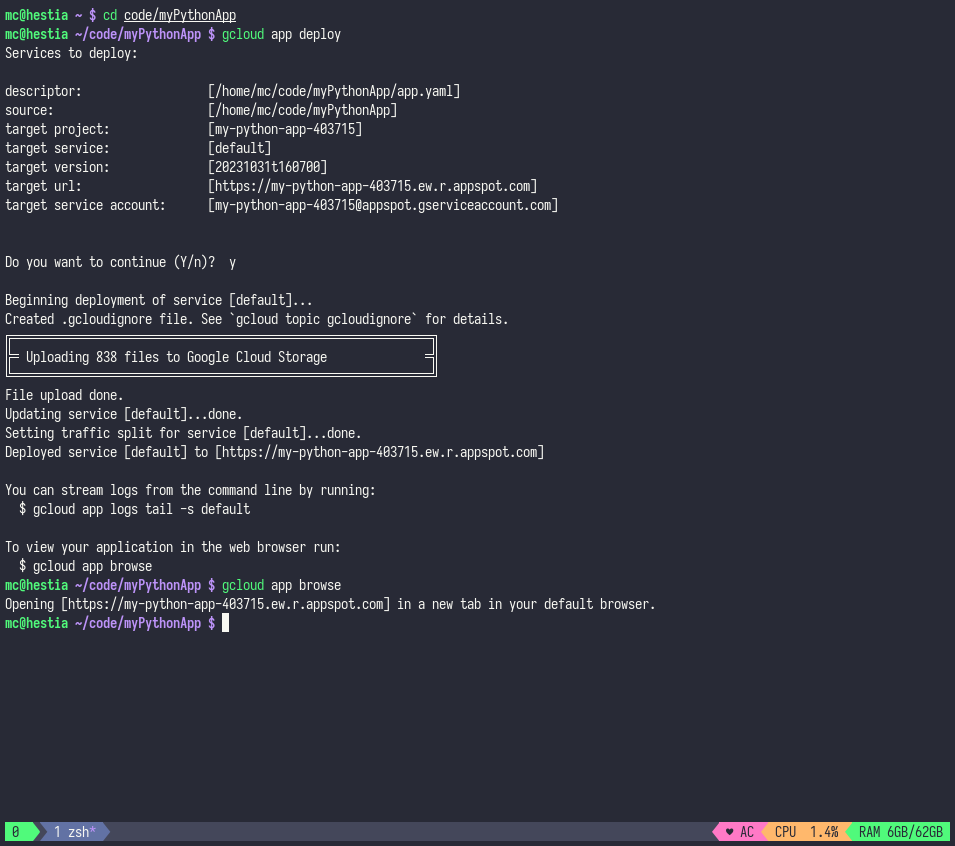 mc@hestia ~ $ cd code/myPythonApp
mc@hestia ~/code/myPythonApp $ gcloud app deploy
Services to deploy:
descriptor: [/home/mc/code/myPythonApp/app.yaml]
source: [/home/mc/code/myPythonApp]
target project: [my-python-app-403715]
target service: [default]
target version: [20231031t160700]
target url: [https://my-python-app-403715.ew.r.appspot.com]
target service account: [my-python-app-403715@appspot.gserviceaccount.com]
Do you want to continue (Y/n)? y
Beginning deployment of service [default]...
Created .gcloudignore file. See `gcloud topic gcloudignore` for details.
Uploading 838 files to Google Cloud Storage
File upload done.
Updating service [default]...done.
Setting traffic split for service [default]...done.
Deployed service [default] to [https://my-python-app-403715.ew.r.appspot.com]
You can stream logs from the command line by running:
$ gcloud app logs tail -s default
To view your application in the web browser run:
$ gcloud app browse
mc@hestia ~/code/myPythonApp $ gcloud app browse
Opening [https://my-python-app-403715.ew.r.appspot.com] in a new tab in your default browser.
mc@hestia ~/code/myPythonApp $
0 1 zsh* ♥ AC CPU 1.4% RAM 6GB/62GB